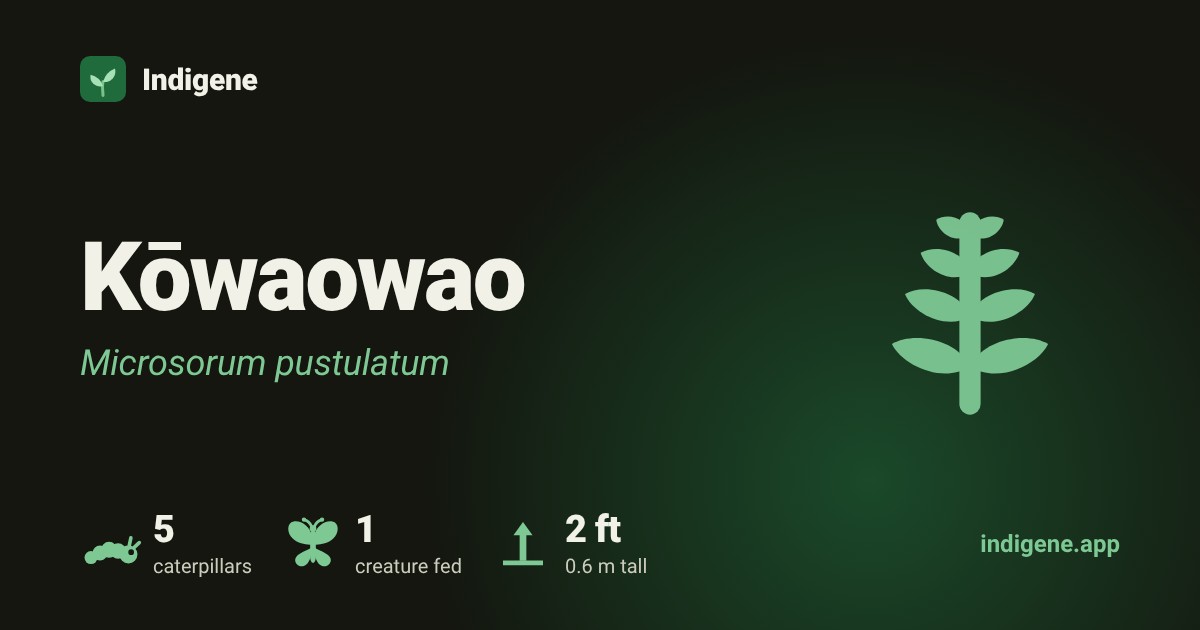 Indigene
Kōwaowao
Microsorum pustulatum
5
caterpillars
1
creature fed
2 ft
0.6 m tall
indigene.app